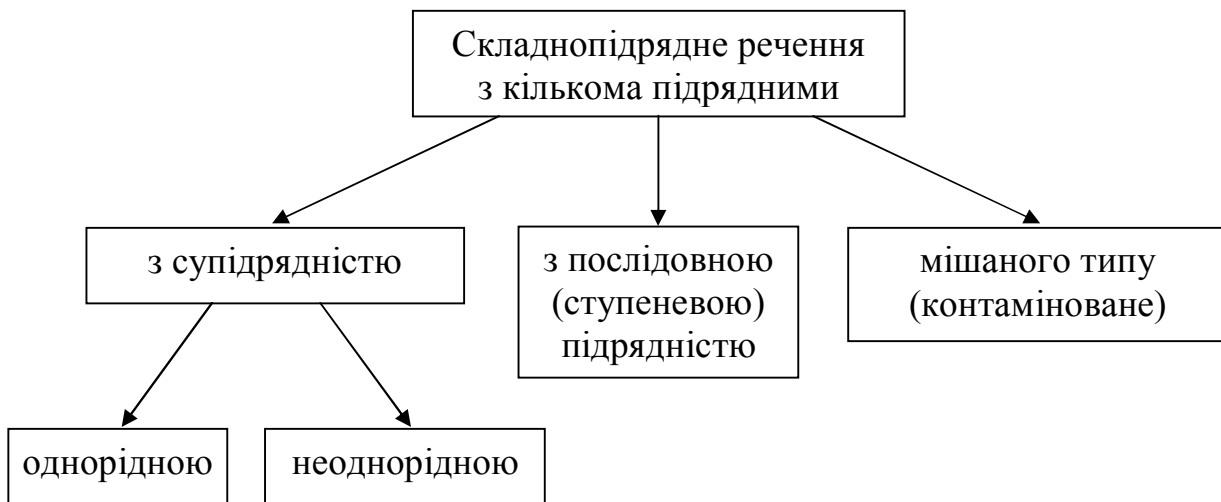 Складнопідрядне речення
з кількома підрядними
з супідрядністю
з послідовною
(ступеневою)
підрядністю
мішаного типу
(контаміноване)
однорідною
неоднорідною